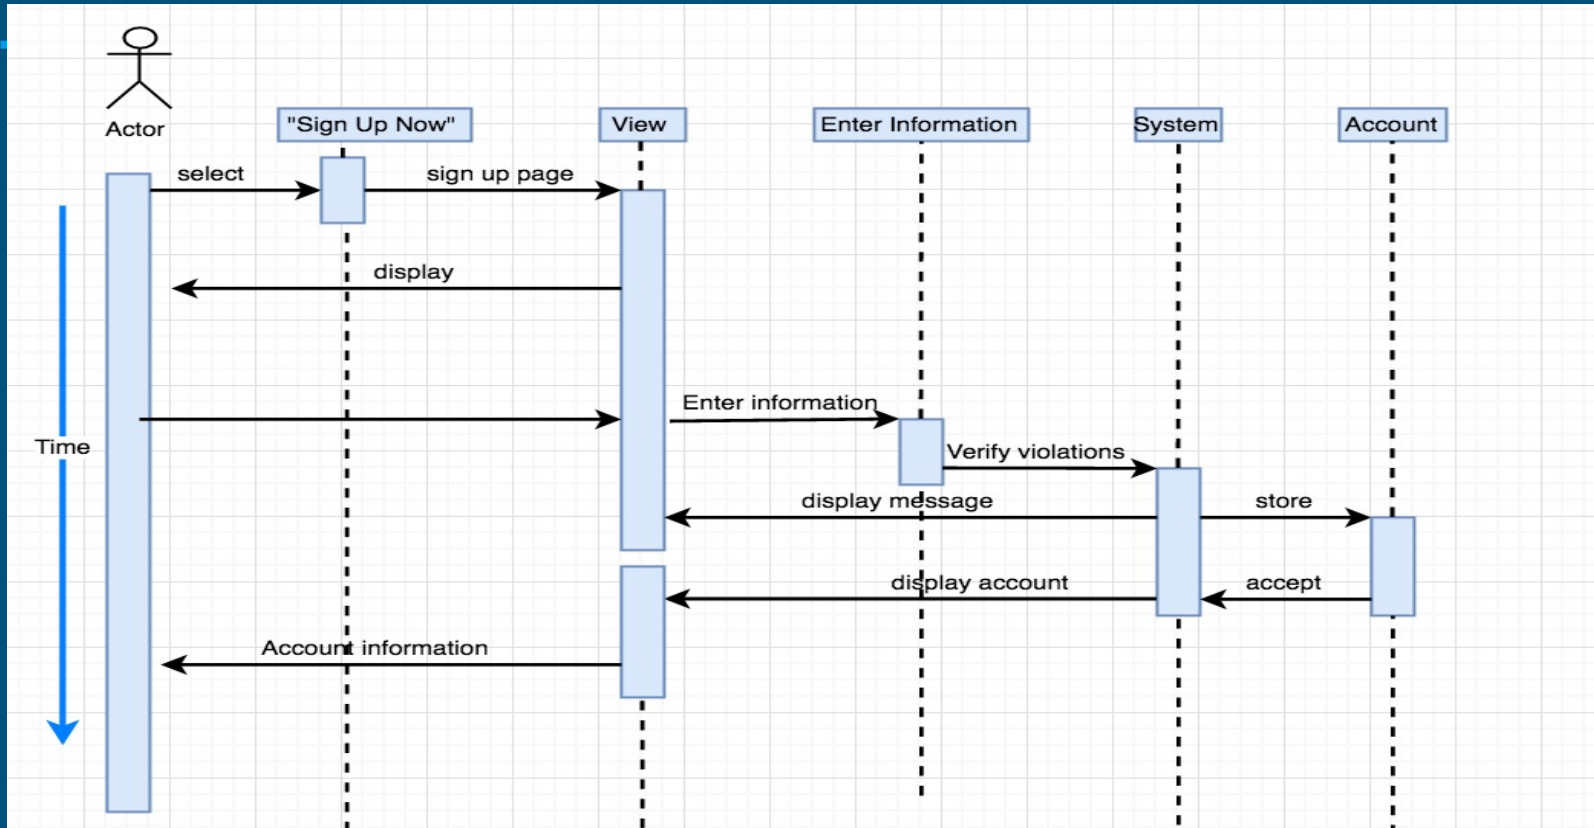 Actor
"Sign Up Now"
View
Enter Information
System
Account
select
sign up page
display
Enter information
Time
Verify violations
display message
store
display account
accept
Account information